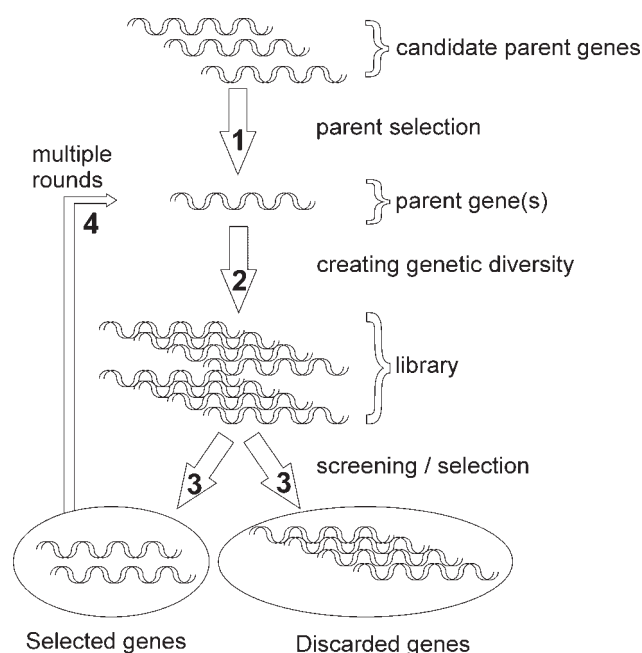 candidate parent genes
1
parent selection
multiple
rounds
4
parent gene(s)
2
creating genetic diversity
library
3
3
screening / selection
Selected genes
Discarded genes